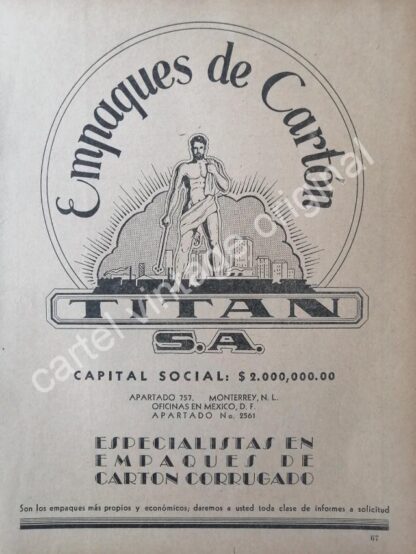 Empaques de Cartón
TITAN
S.A.
CAPITAL SOCIAL: $2.000,000.00
APARTADO 757. MONTERREY, N. L.
OFICINAS EN MEXICO, D. F.
APARTADO No. 2561
ESPECIALISTAS EN
EMPAQUES DE
CARTON CORRUGADO
Son los empaques más propios y económicos; daremos a usted toda clase de informes a solicitud
67
cartel vintage original